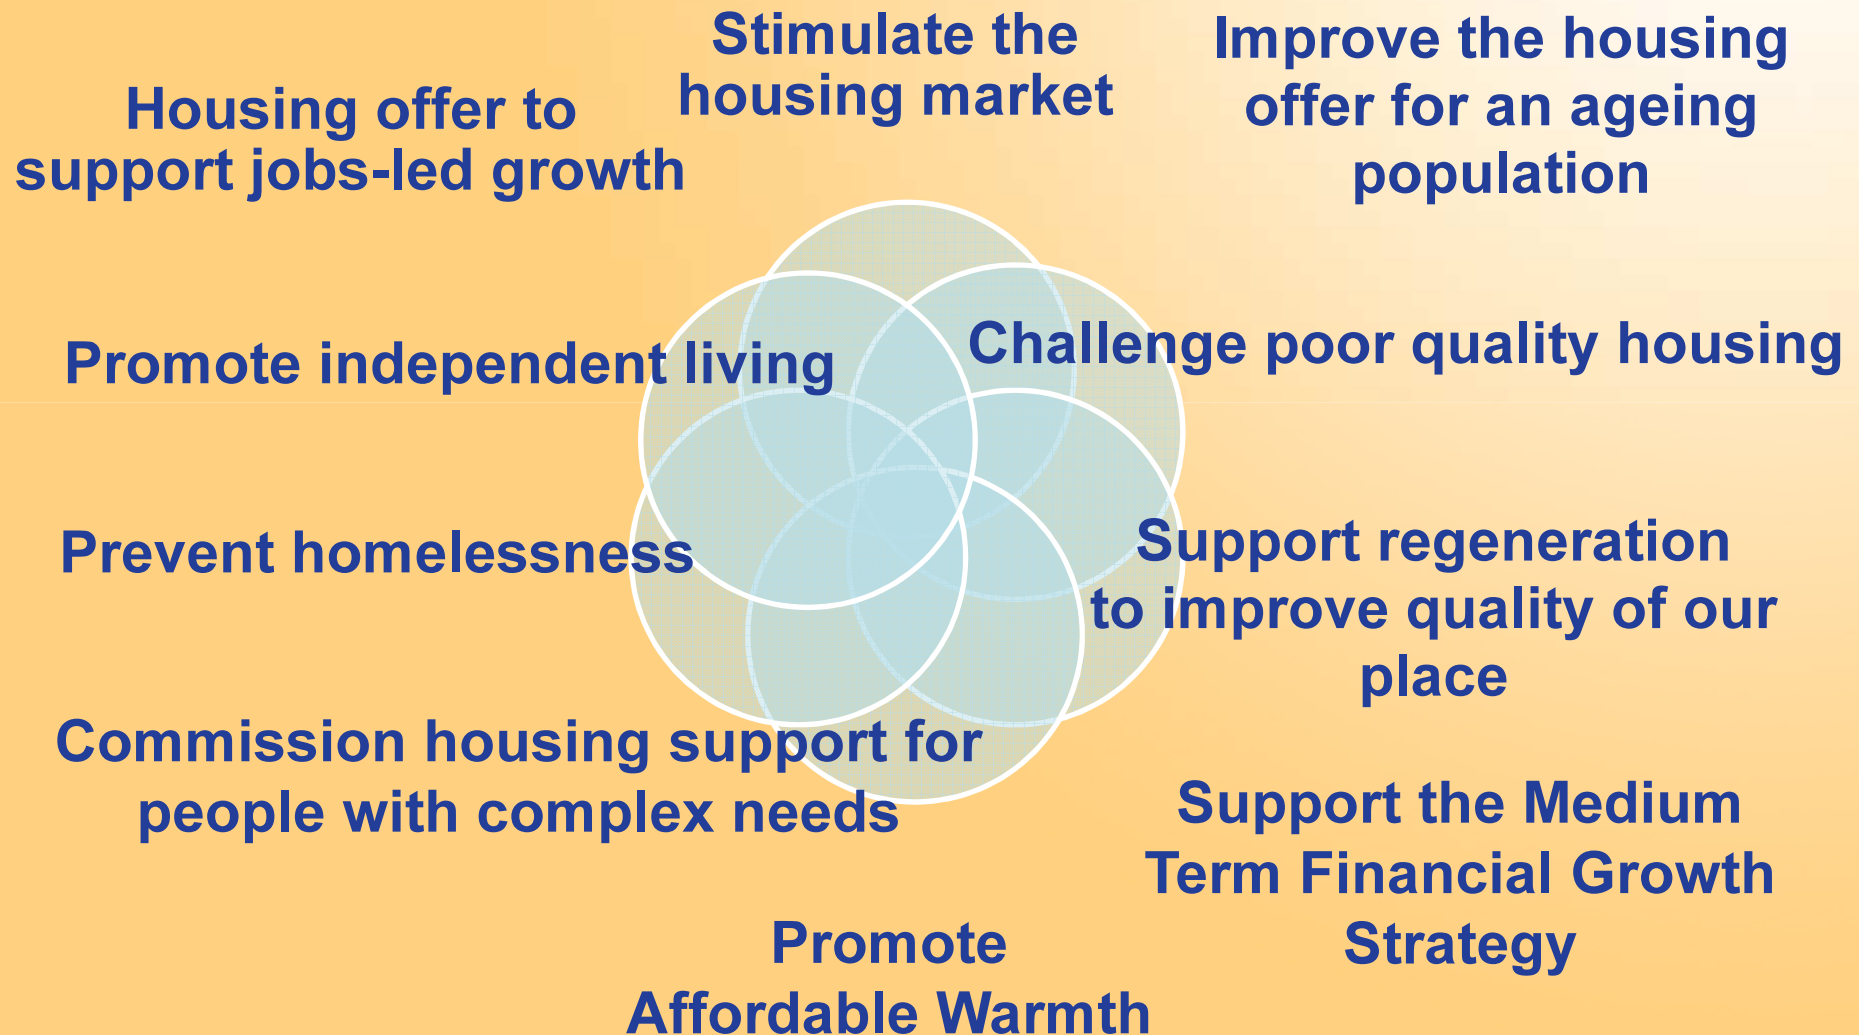 Stimulate the
housing market
Improve the housing
offer for an ageing
population
Housing offer to
support jobs-led growth
Promote independent living
Challenge poor quality housing
Prevent homelessness
Support regeneration
to improve quality of our
place
Commission housing support for
people with complex needs
Support the Medium
Term Financial Growth
Strategy
Promote
Affordable Warmth